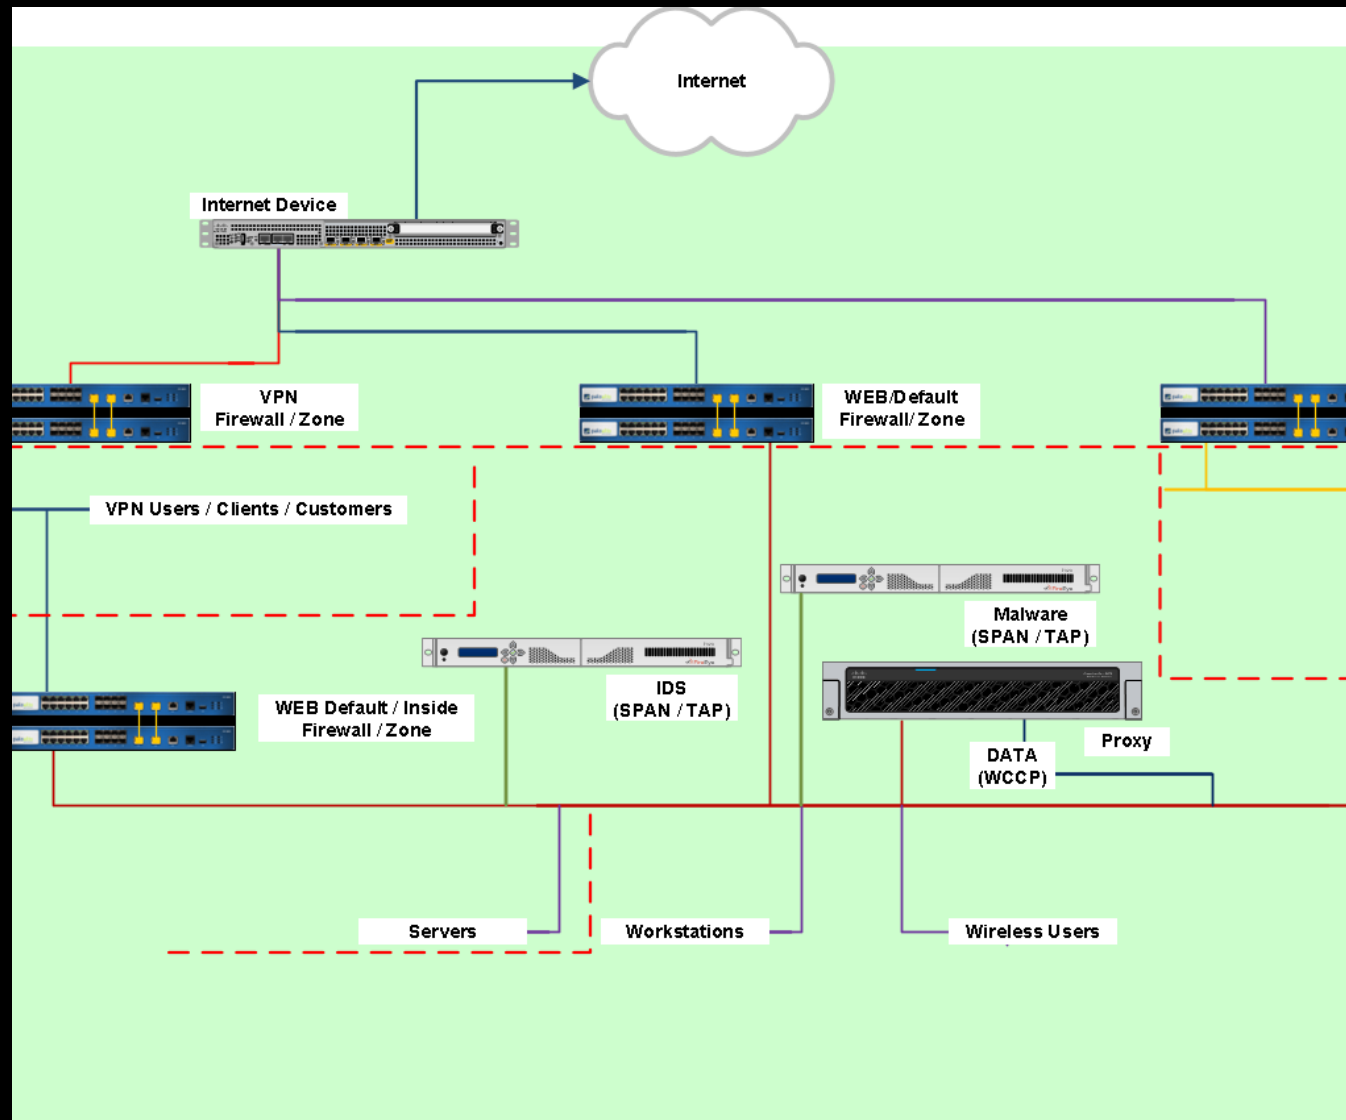 Internet
Internet Device
VPN
Firewall / Zone
WEB/Default
Firewall/ Zone
VPN Users / Clients / Customers
Malware
(SPAN / TAP)
IDS
(SPAN / TAP)
WEB Default / Inside
Firewall / Zone
Proxy
DATA
(WCCP)
Servers
Workstations
Wireless Users